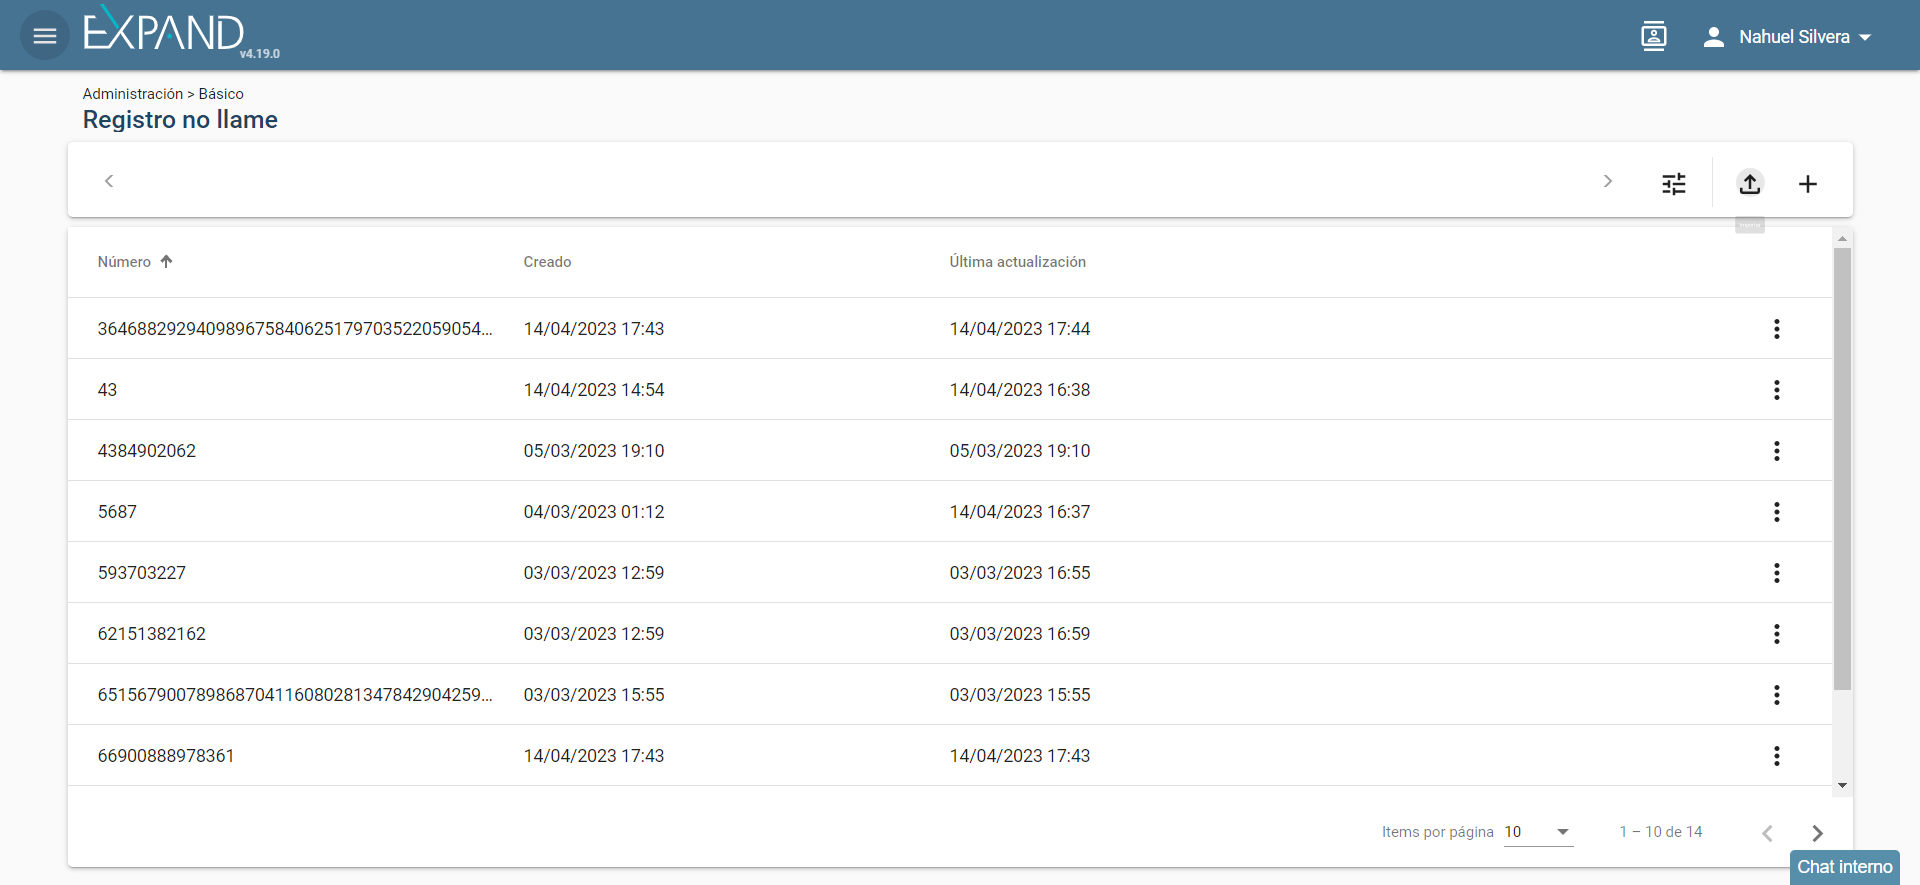 EXPAND
v4.19.0
Nahuel Silvera
Administración > Básico
Registro no llame
Número Creado Última actualización
364688292940989675840625179703522059054... 14/04/2023 17:43 14/04/2023 17:44
43 14/04/2023 14:54 14/04/2023 16:38
4384902062 05/03/2023 19:10 05/03/2023 19:10
5687 04/03/2023 01:12 14/04/2023 16:37
593703227 03/03/2023 12:59 03/03/2023 16:55
62151382162 03/03/2023 12:59 03/03/2023 16:59
651567900789868704116080281347842904259... 03/03/2023 15:55 03/03/2023 15:55
66900888978361 14/04/2023 17:43 14/04/2023 17:43
Items por página 10 1 – 10 de 14
Chat interno